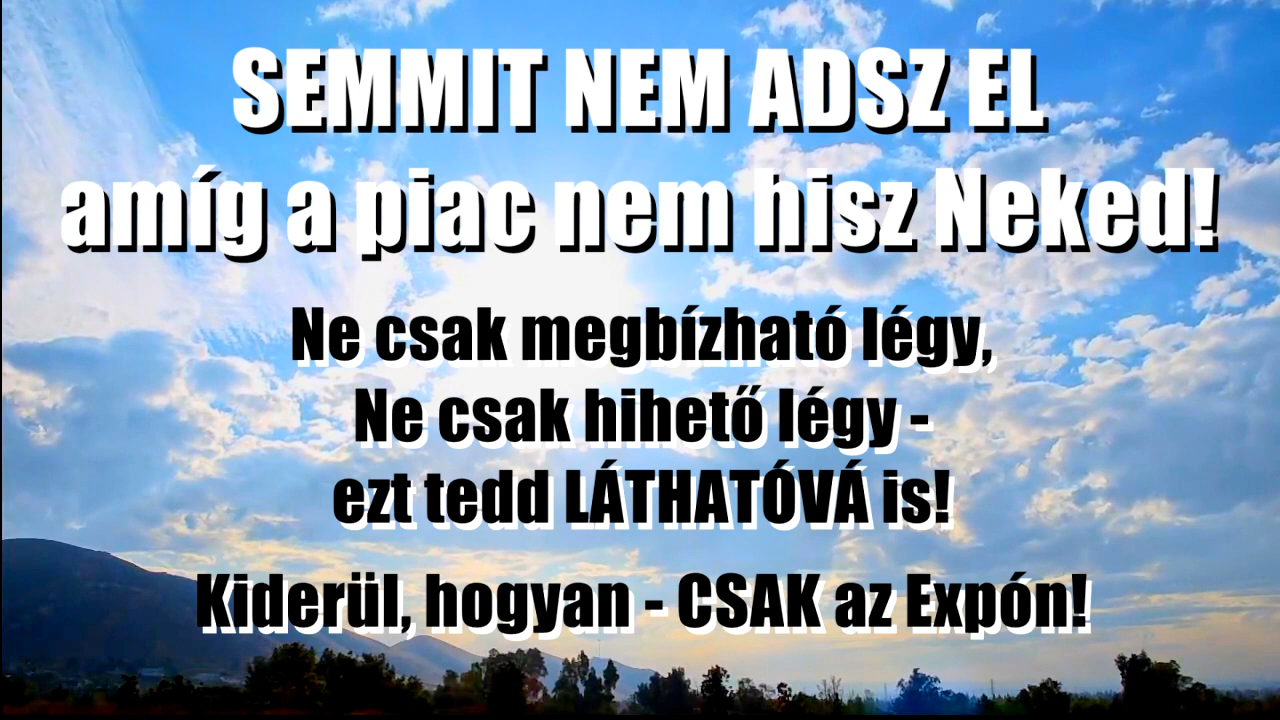 SEMMIT NEM ADSZ EL
amíg a piac nem hisz Neked!
Ne csak megbízható légy,
Ne csak hihető légy -
ezt tedd LÁTHATÓVÁ is!
Kiderül, hogyan - CSAK az Expón!